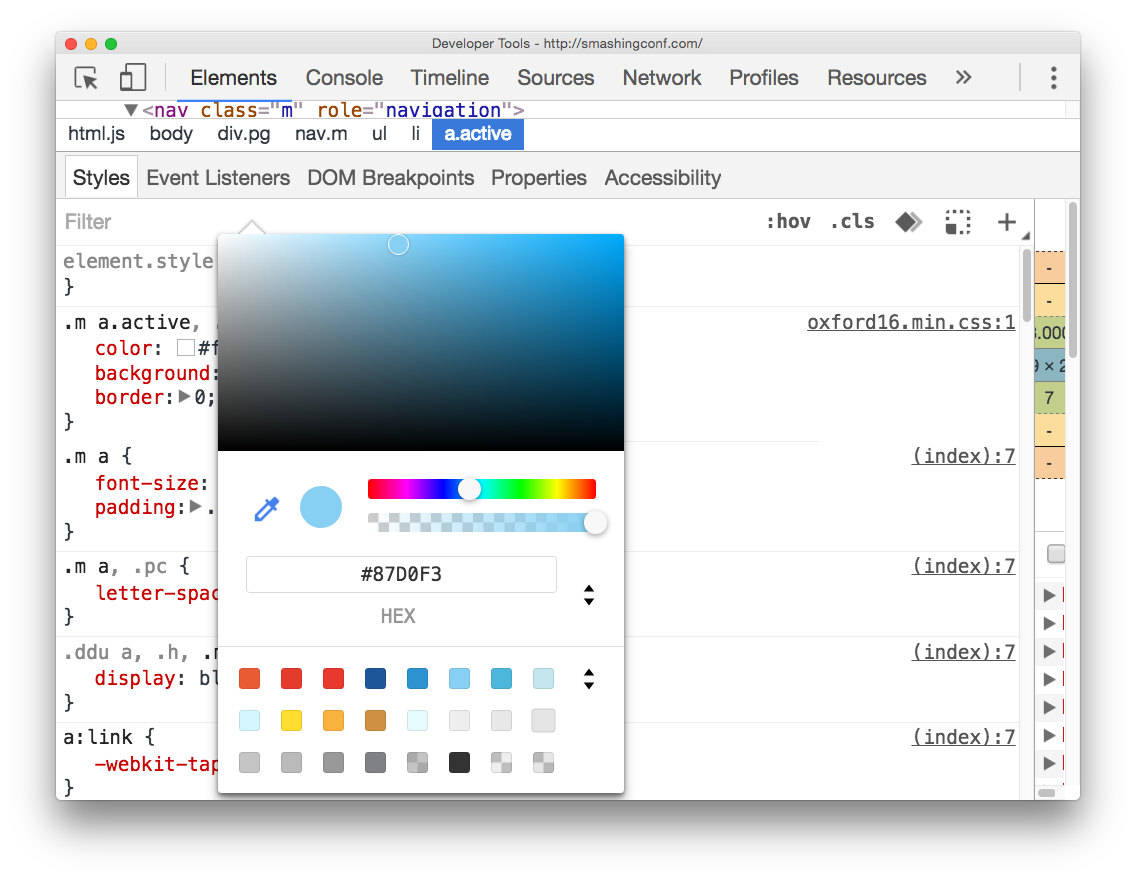 Developer Tools - http://smashingconf.com/
Elements Console Timeline Sources Network Profiles Resources »
▼<nav class="m" role="navigation">
html.js body div.pg nav.m ul li a.active
Styles Event Listeners DOM Breakpoints Properties Accessibility
Filter :hov .cls +
element.style
}
.m a.active, oxford16.min.css:1
color: #f
background:
border:▶0;
}
.m a { (index):7
font-size:
padding:▶.
}
.m a, .pc { (index):7
letter-spac
}
.ddu a, .h, (index):7
display: bl
}
a:link { (index):7
-webkit-tap
}
#87D0F3
HEX
-
-
× 2
7
-
-